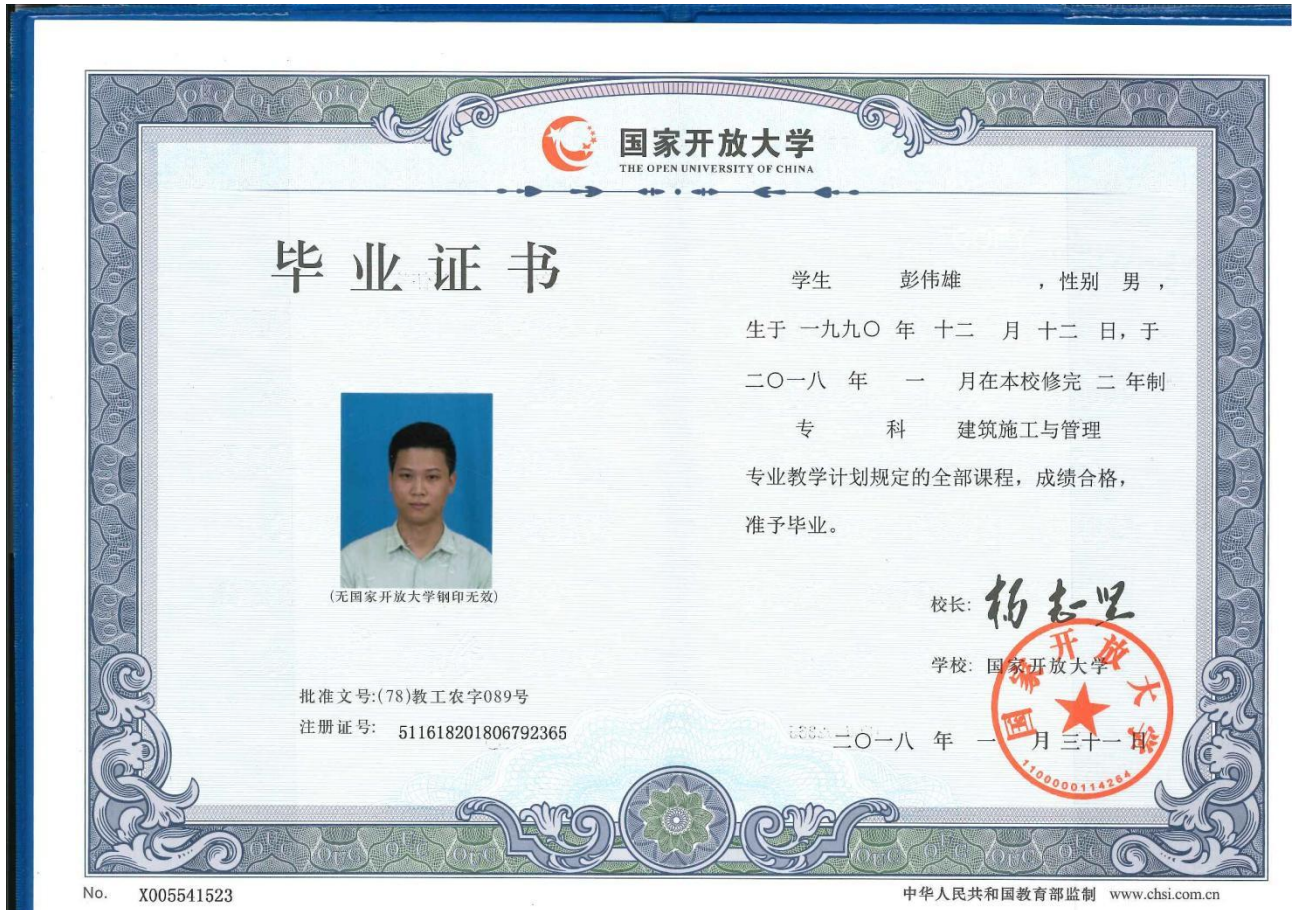 国家开放大学
THE OPEN UNIVERSITY OF CHINA
毕业证书
(无国家开放大学钢印无效)
批准文号:(78)教工农字089号
注册证号: 511618201806792365
学生 彭伟雄 ，性别 男 ，
生于 一九九〇 年 十二 月 十二 日，于
二〇一八 年 一 月在本校修完 二 年制
专 科 建筑施工与管理
专业教学计划规定的全部课程，成绩合格，
准予毕业。
校长: 杨志坚
学校: 国家开放大学
二〇一八 年 一 月 三十一 日
国家开放大学
1100000114264
No. X005541523
中华人民共和国教育部监制 www.chsi.com.cn